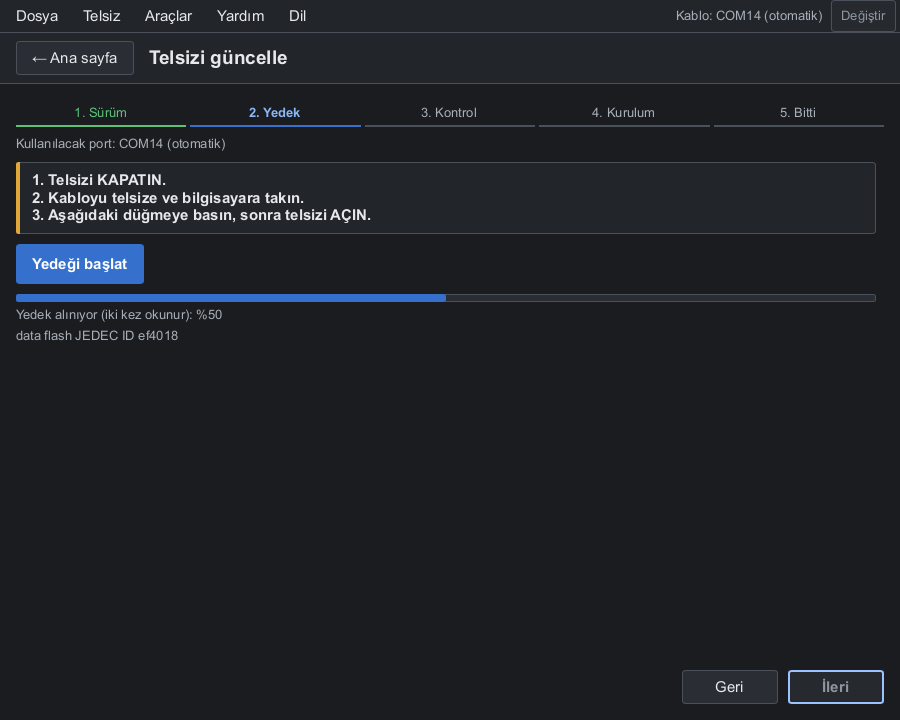 Dosya Telsiz Araçlar Yardım Dil Kablo: COM14 (otomatik) Değiştir
← Ana sayfa Telsizi güncelle
1. Sürüm 2. Yedek 3. Kontrol 4. Kurulum 5. Bitti
Kullanılacak port: COM14 (otomatik)
1. Telsizi KAPATIN.
2. Kabloyu telsize ve bilgisayara takın.
3. Aşağıdaki düğmeye basın, sonra telsizi AÇIN.
Yedeği başlat
Yedek alınıyor (iki kez okunur): %50
data flash JEDEC ID ef4018
Geri İleri